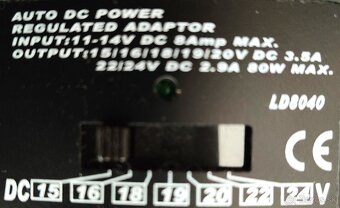 AUTO DC POWER
REGULATED ADAPTOR
INPUT:11-14V DC 8Amp MAX.
OUTPUT:15/16/18/19/20V DC 3.5A
22/24V DC 2.9A 80W MAX.
LD8040
CE
DC 15 16 18 19 20 22 24 V